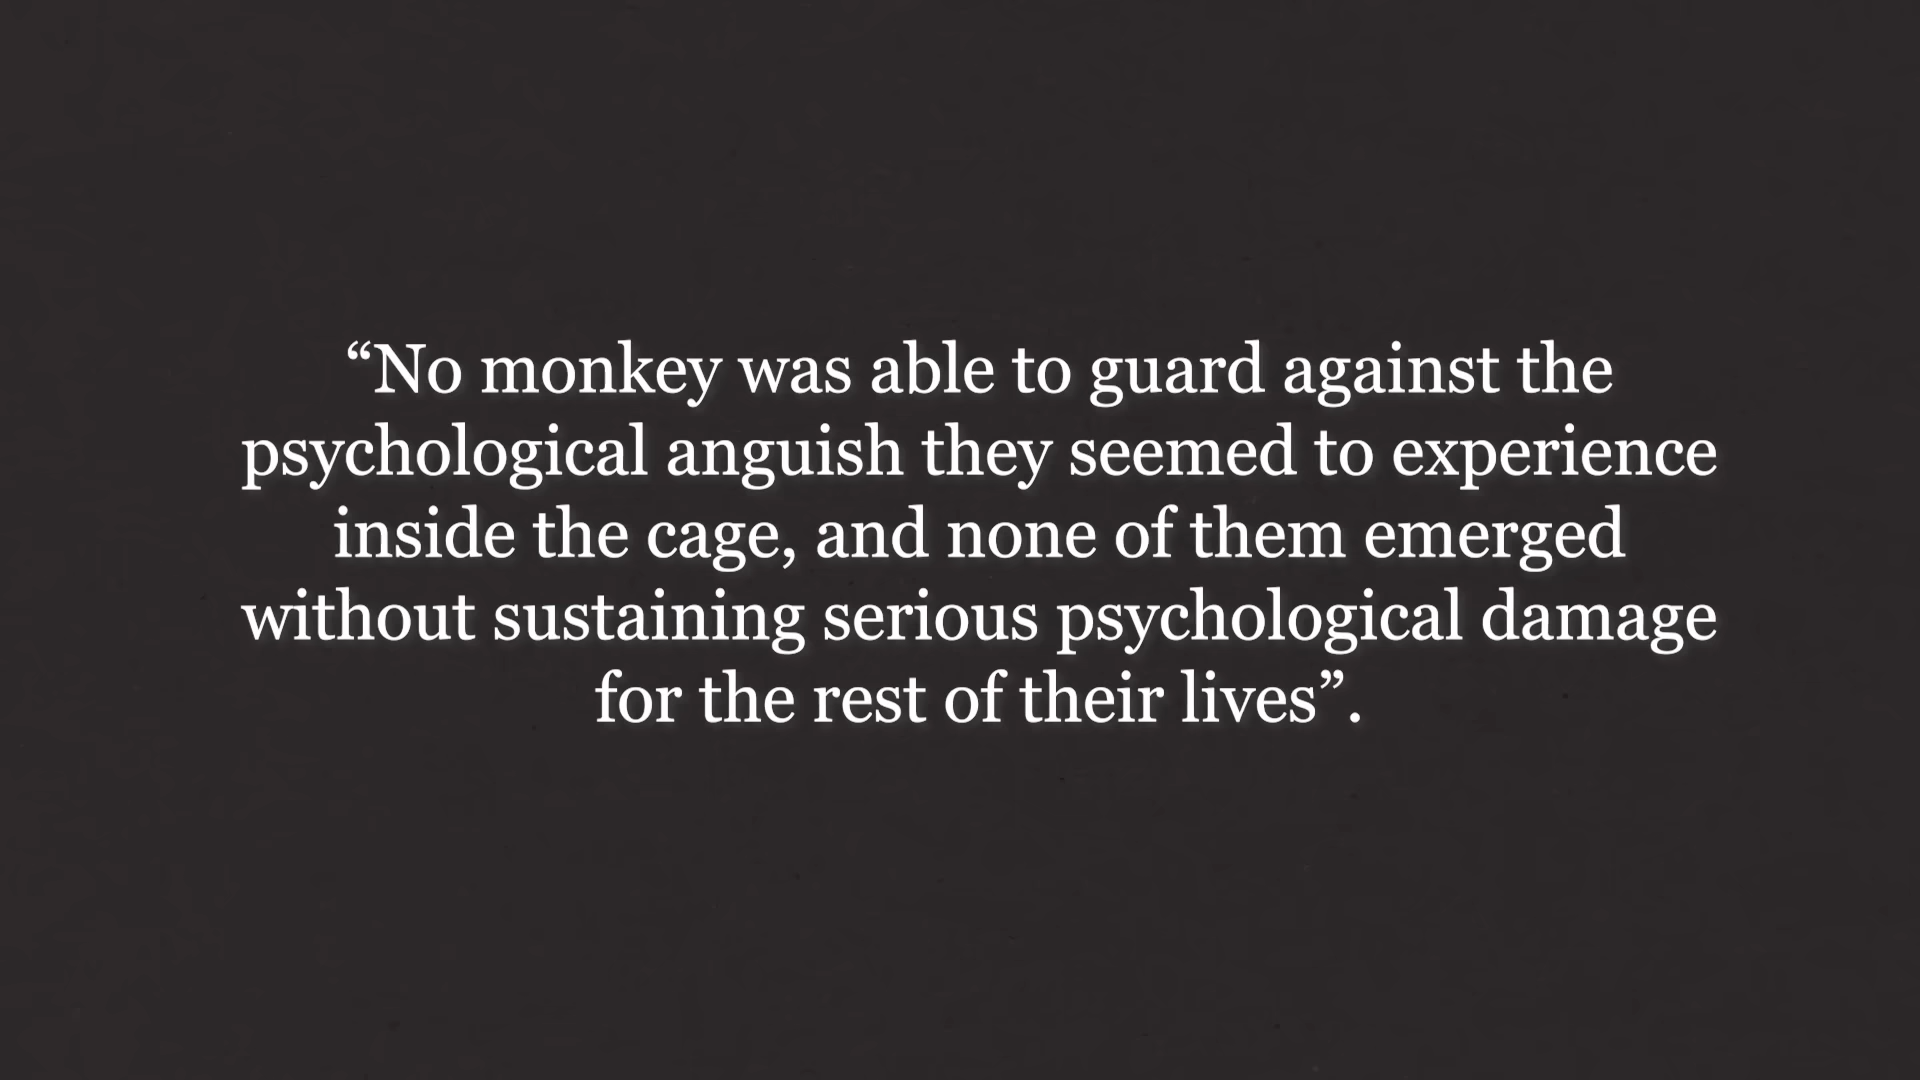 “No monkey was able to guard against the
psychological anguish they seemed to experience
inside the cage, and none of them emerged
without sustaining serious psychological damage
for the rest of their lives”.